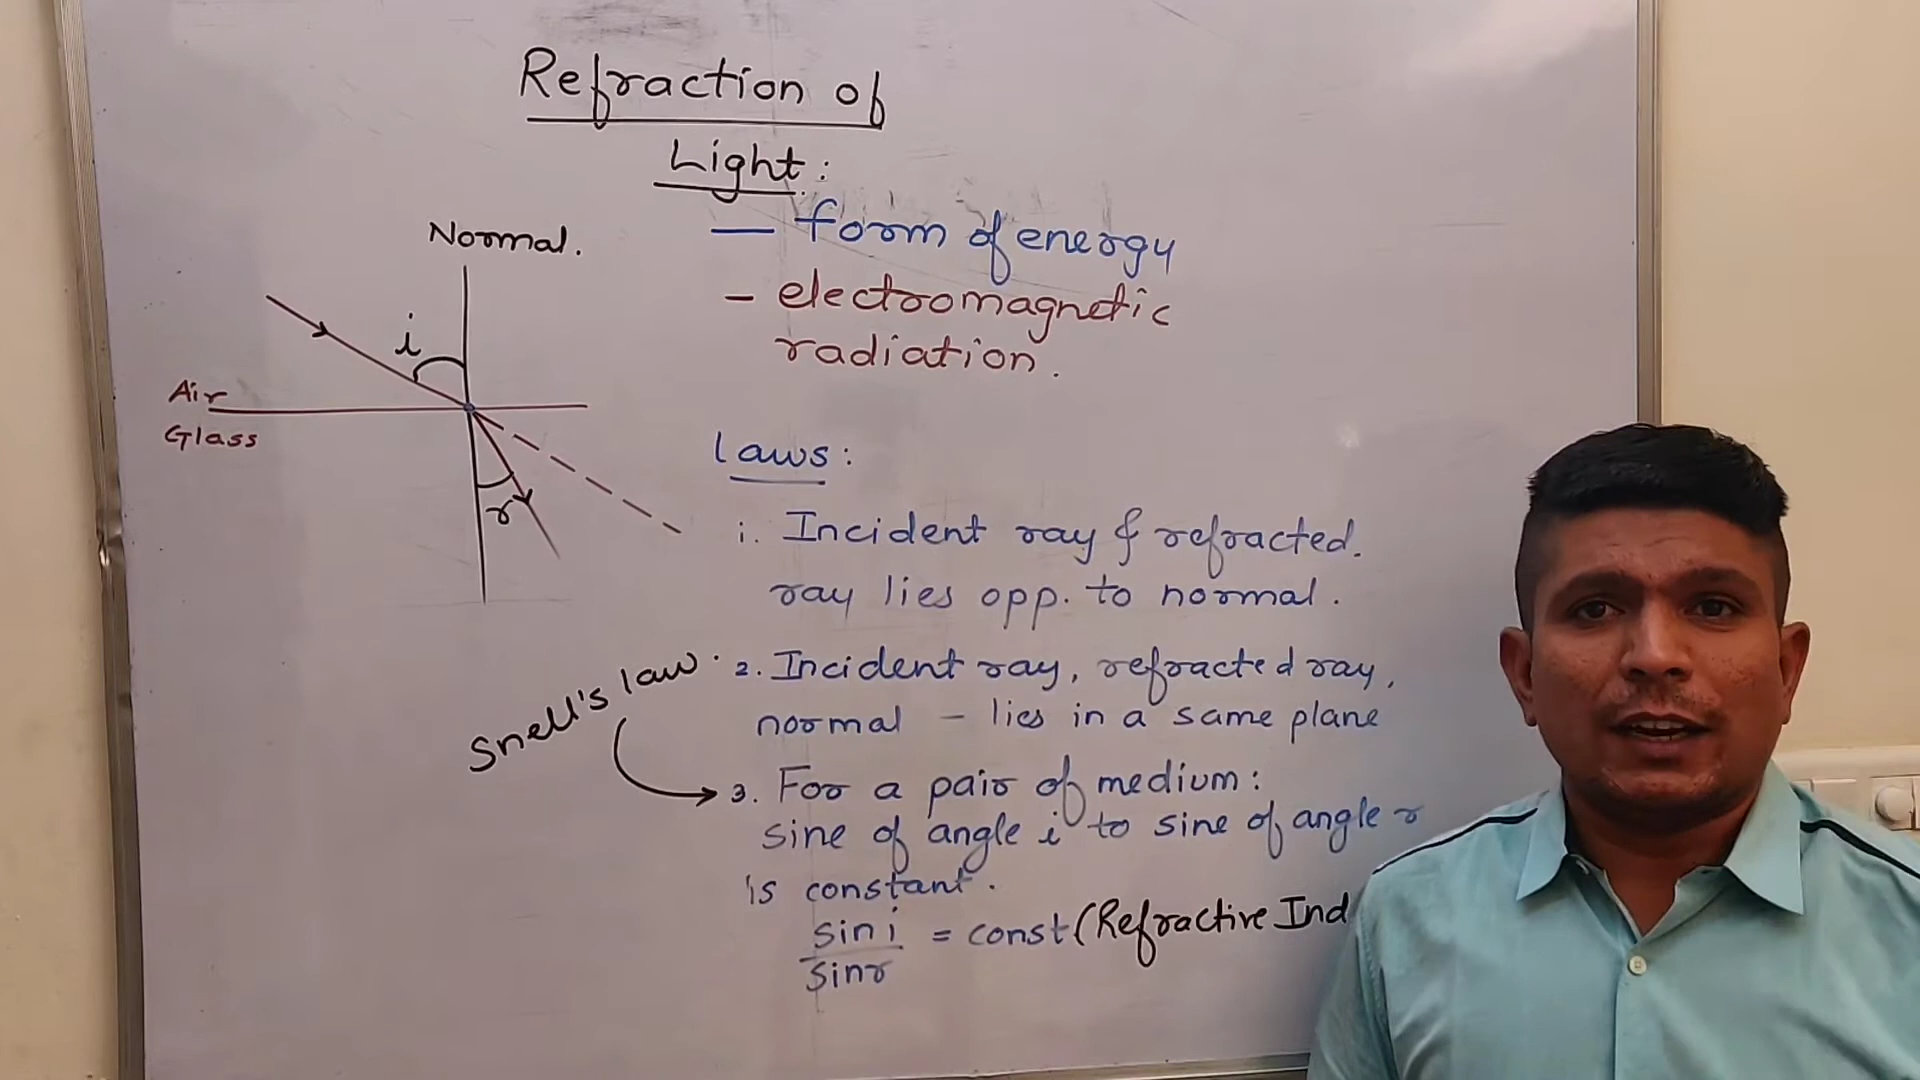 Refraction of
Light :
— form of energy
- electromagnetic
radiation.
Normal.
i
Air
Glass
r
laws :
1. Incident ray & refracted.
ray lies opp. to normal.
Snell's law.
2. Incident ray, refracted ray,
normal — lies in a same plane
3. For a pair of medium :
sine of angle i to sine of angle r
is constant.
sin i
= const (Refractive Ind
sin r